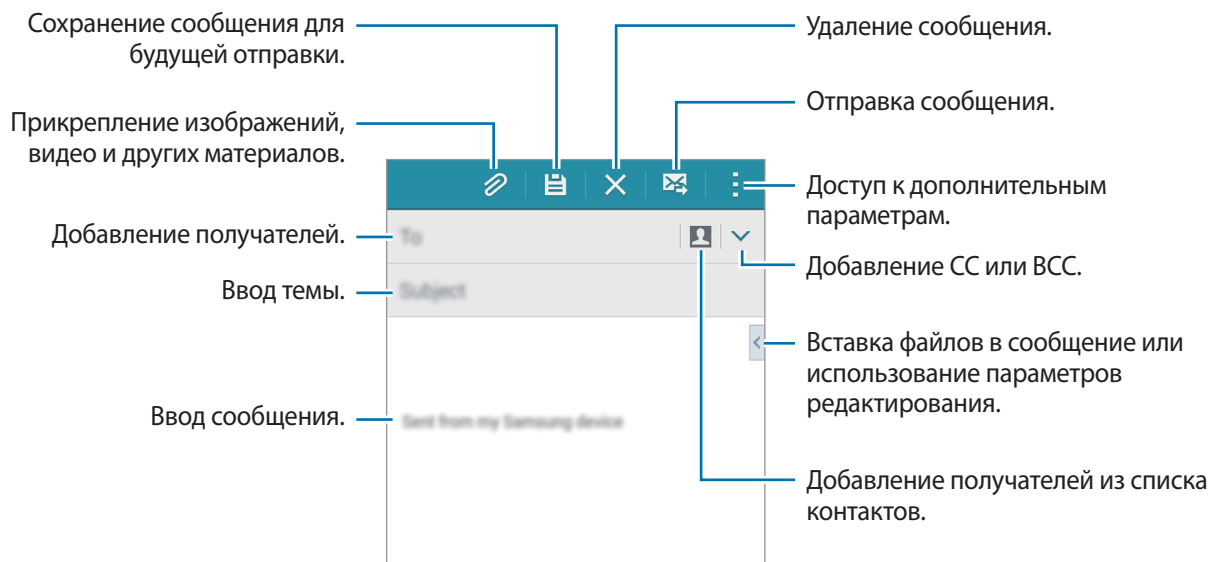 Сохранение сообщения для
будущей отправки.
Прикрепление изображений,
видео и других материалов.
Добавление получателей.
Ввод темы.
Ввод сообщения.
To
Subject
Sent from my Samsung device
Удаление сообщения.
Отправка сообщения.
Доступ к дополнительным
параметрам.
Добавление СС или ВСС.
Вставка файлов в сообщение или
использование параметров
редактирования.
Добавление получателей из списка
контактов.